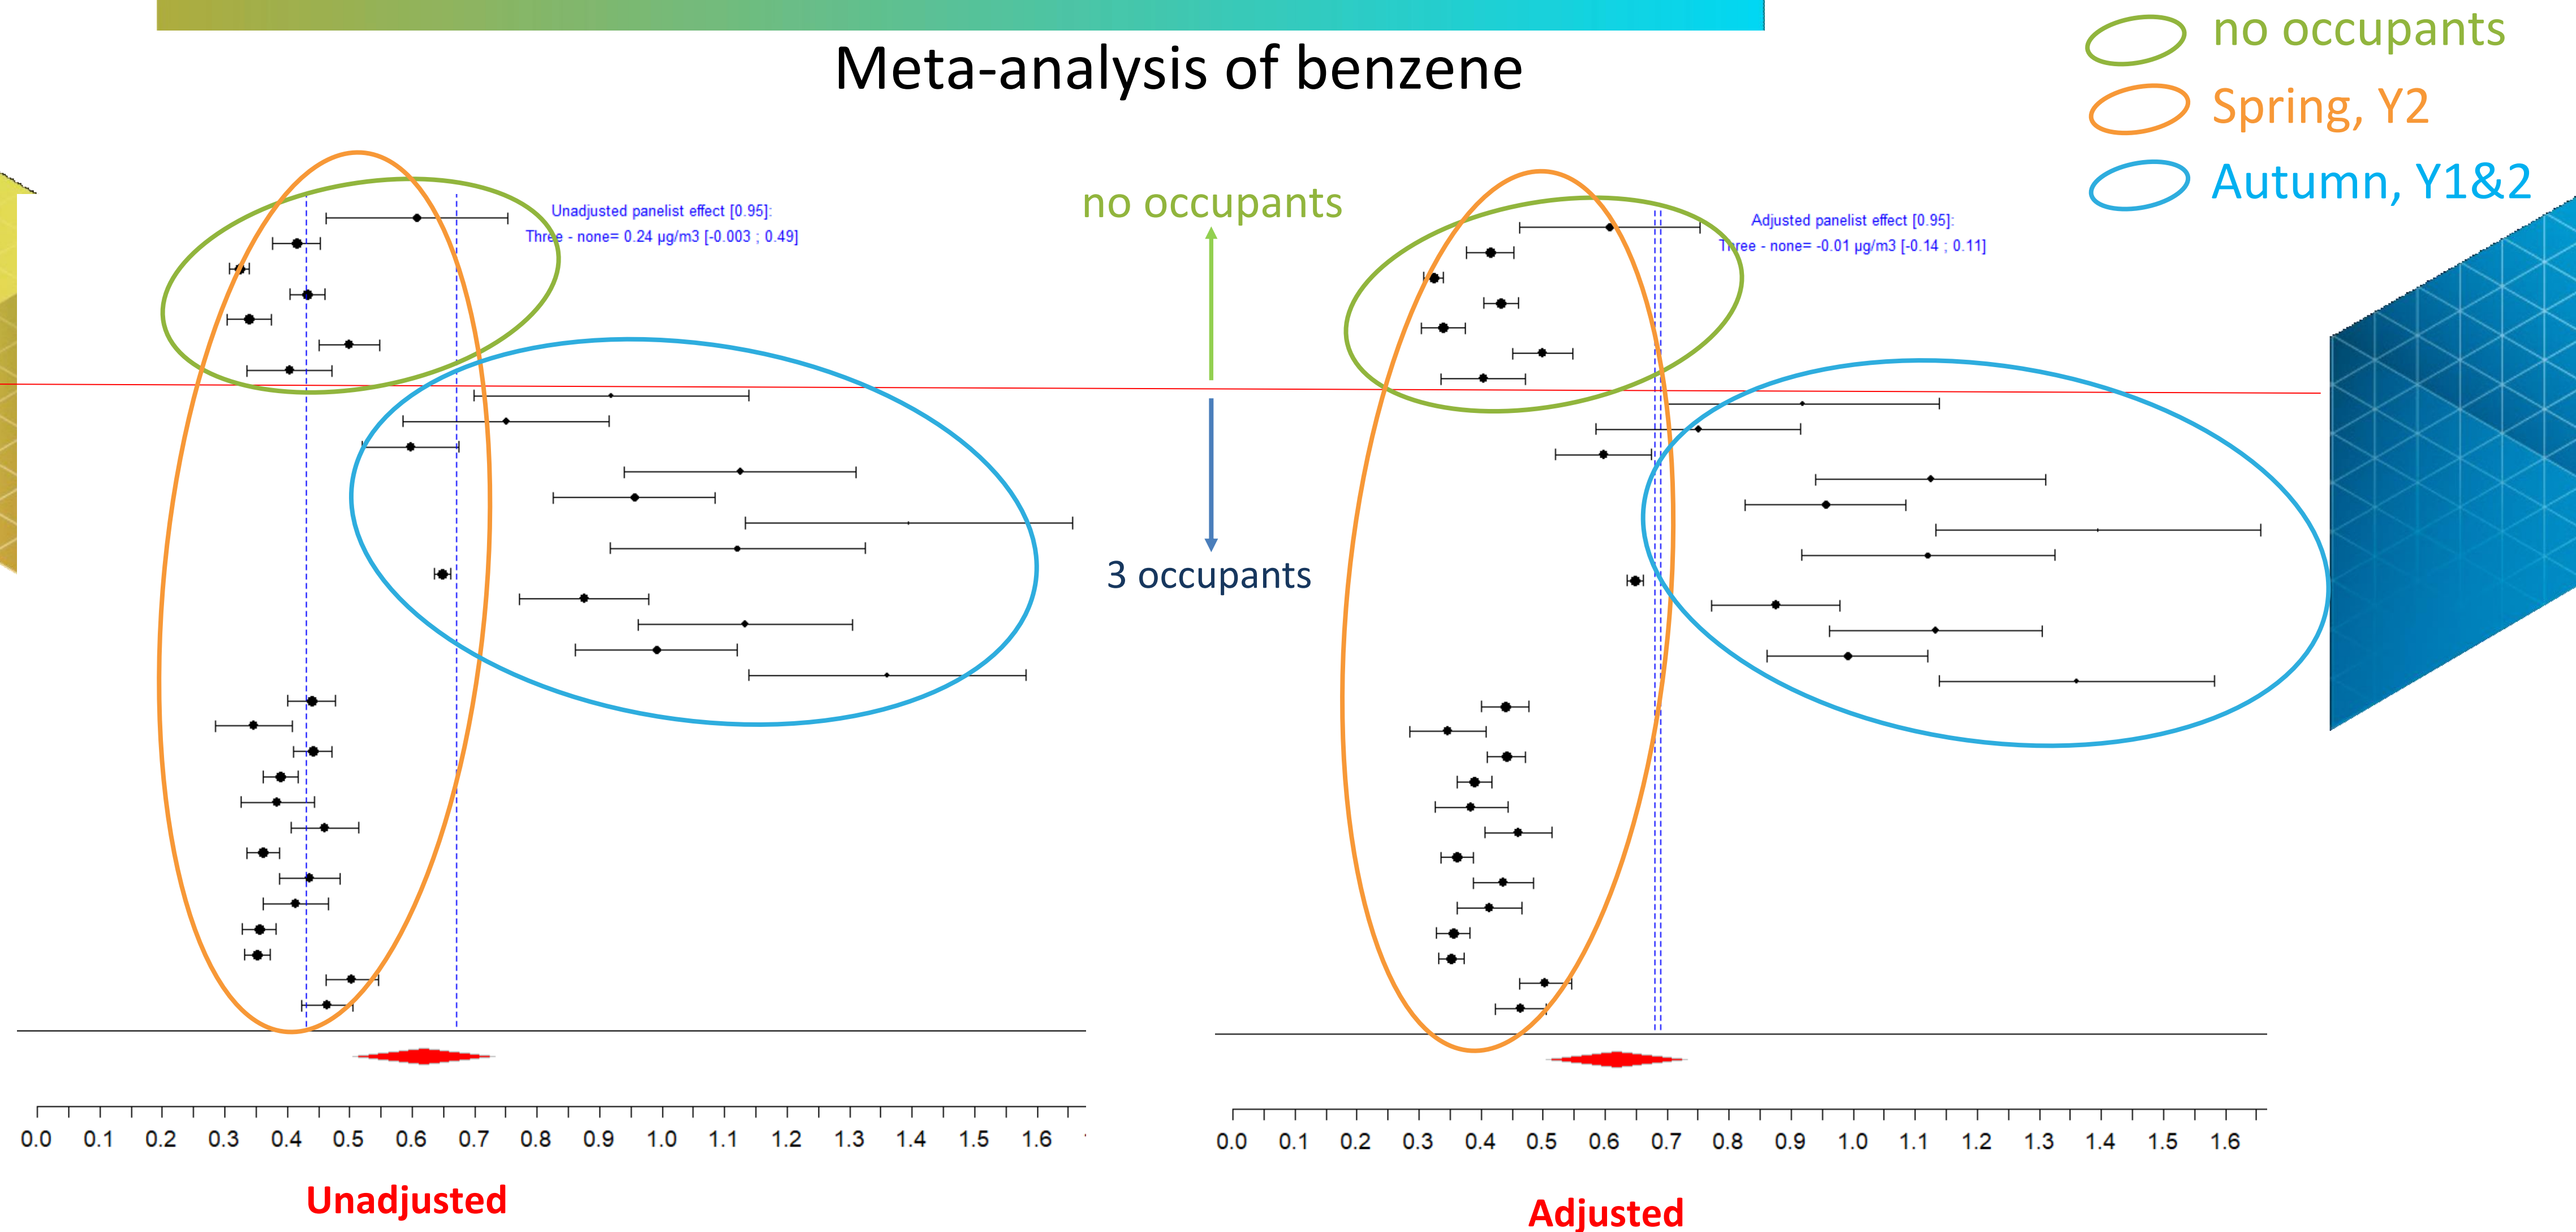 Meta-analysis of benzene
no occupants
Spring, Y2
Autumn, Y1&2
Unadjusted panelist effect [0.95]:
Three - none= 0.24 µg/m3 [-0.003 ; 0.49]
no occupants
3 occupants
Adjusted panelist effect [0.95]:
Three - none= -0.01 µg/m3 [-0.14 ; 0.11]
0.0 0.1 0.2 0.3 0.4 0.5 0.6 0.7 0.8 0.9 1.0 1.1 1.2 1.3 1.4 1.5 1.6
0.0 0.1 0.2 0.3 0.4 0.5 0.6 0.7 0.8 0.9 1.0 1.1 1.2 1.3 1.4 1.5 1.6
Unadjusted
Adjusted